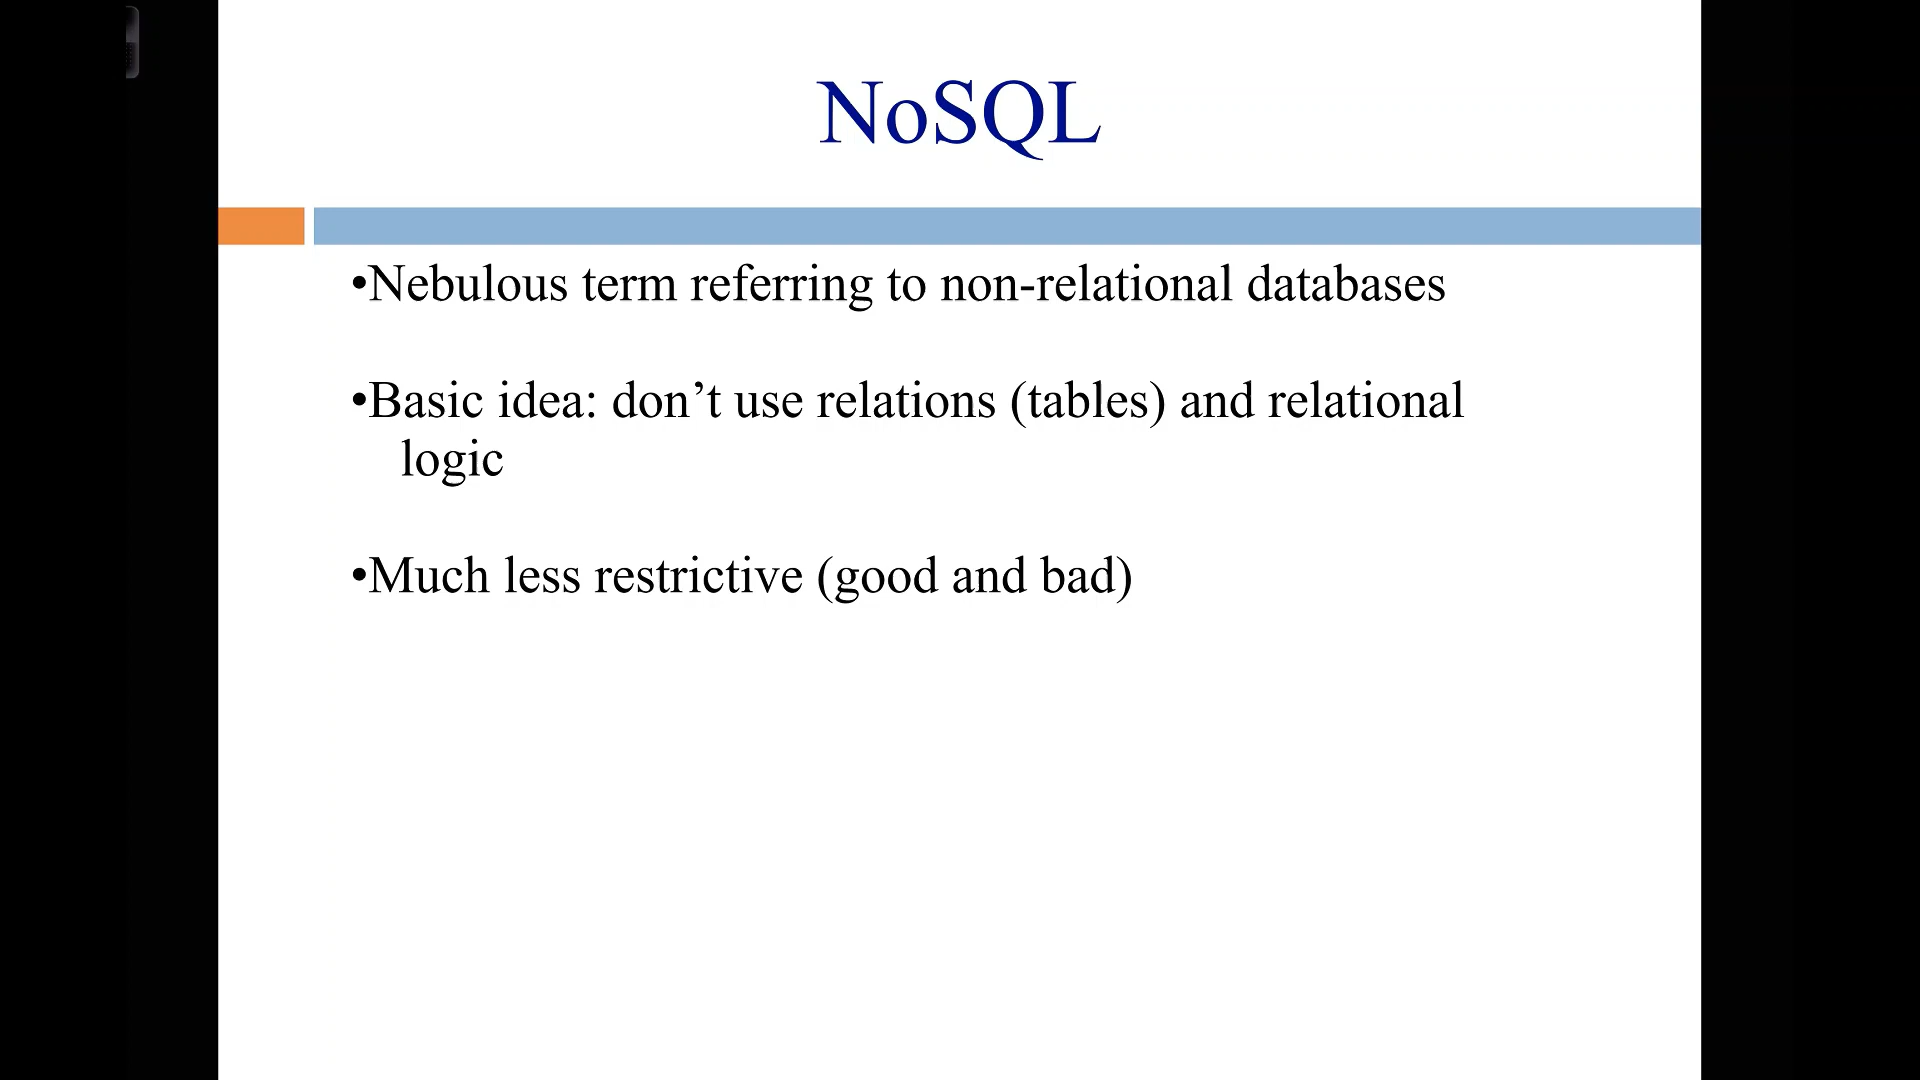 NoSQL
•Nebulous term referring to non-relational databases
•Basic idea: don’t use relations (tables) and relational
logic
•Much less restrictive (good and bad)